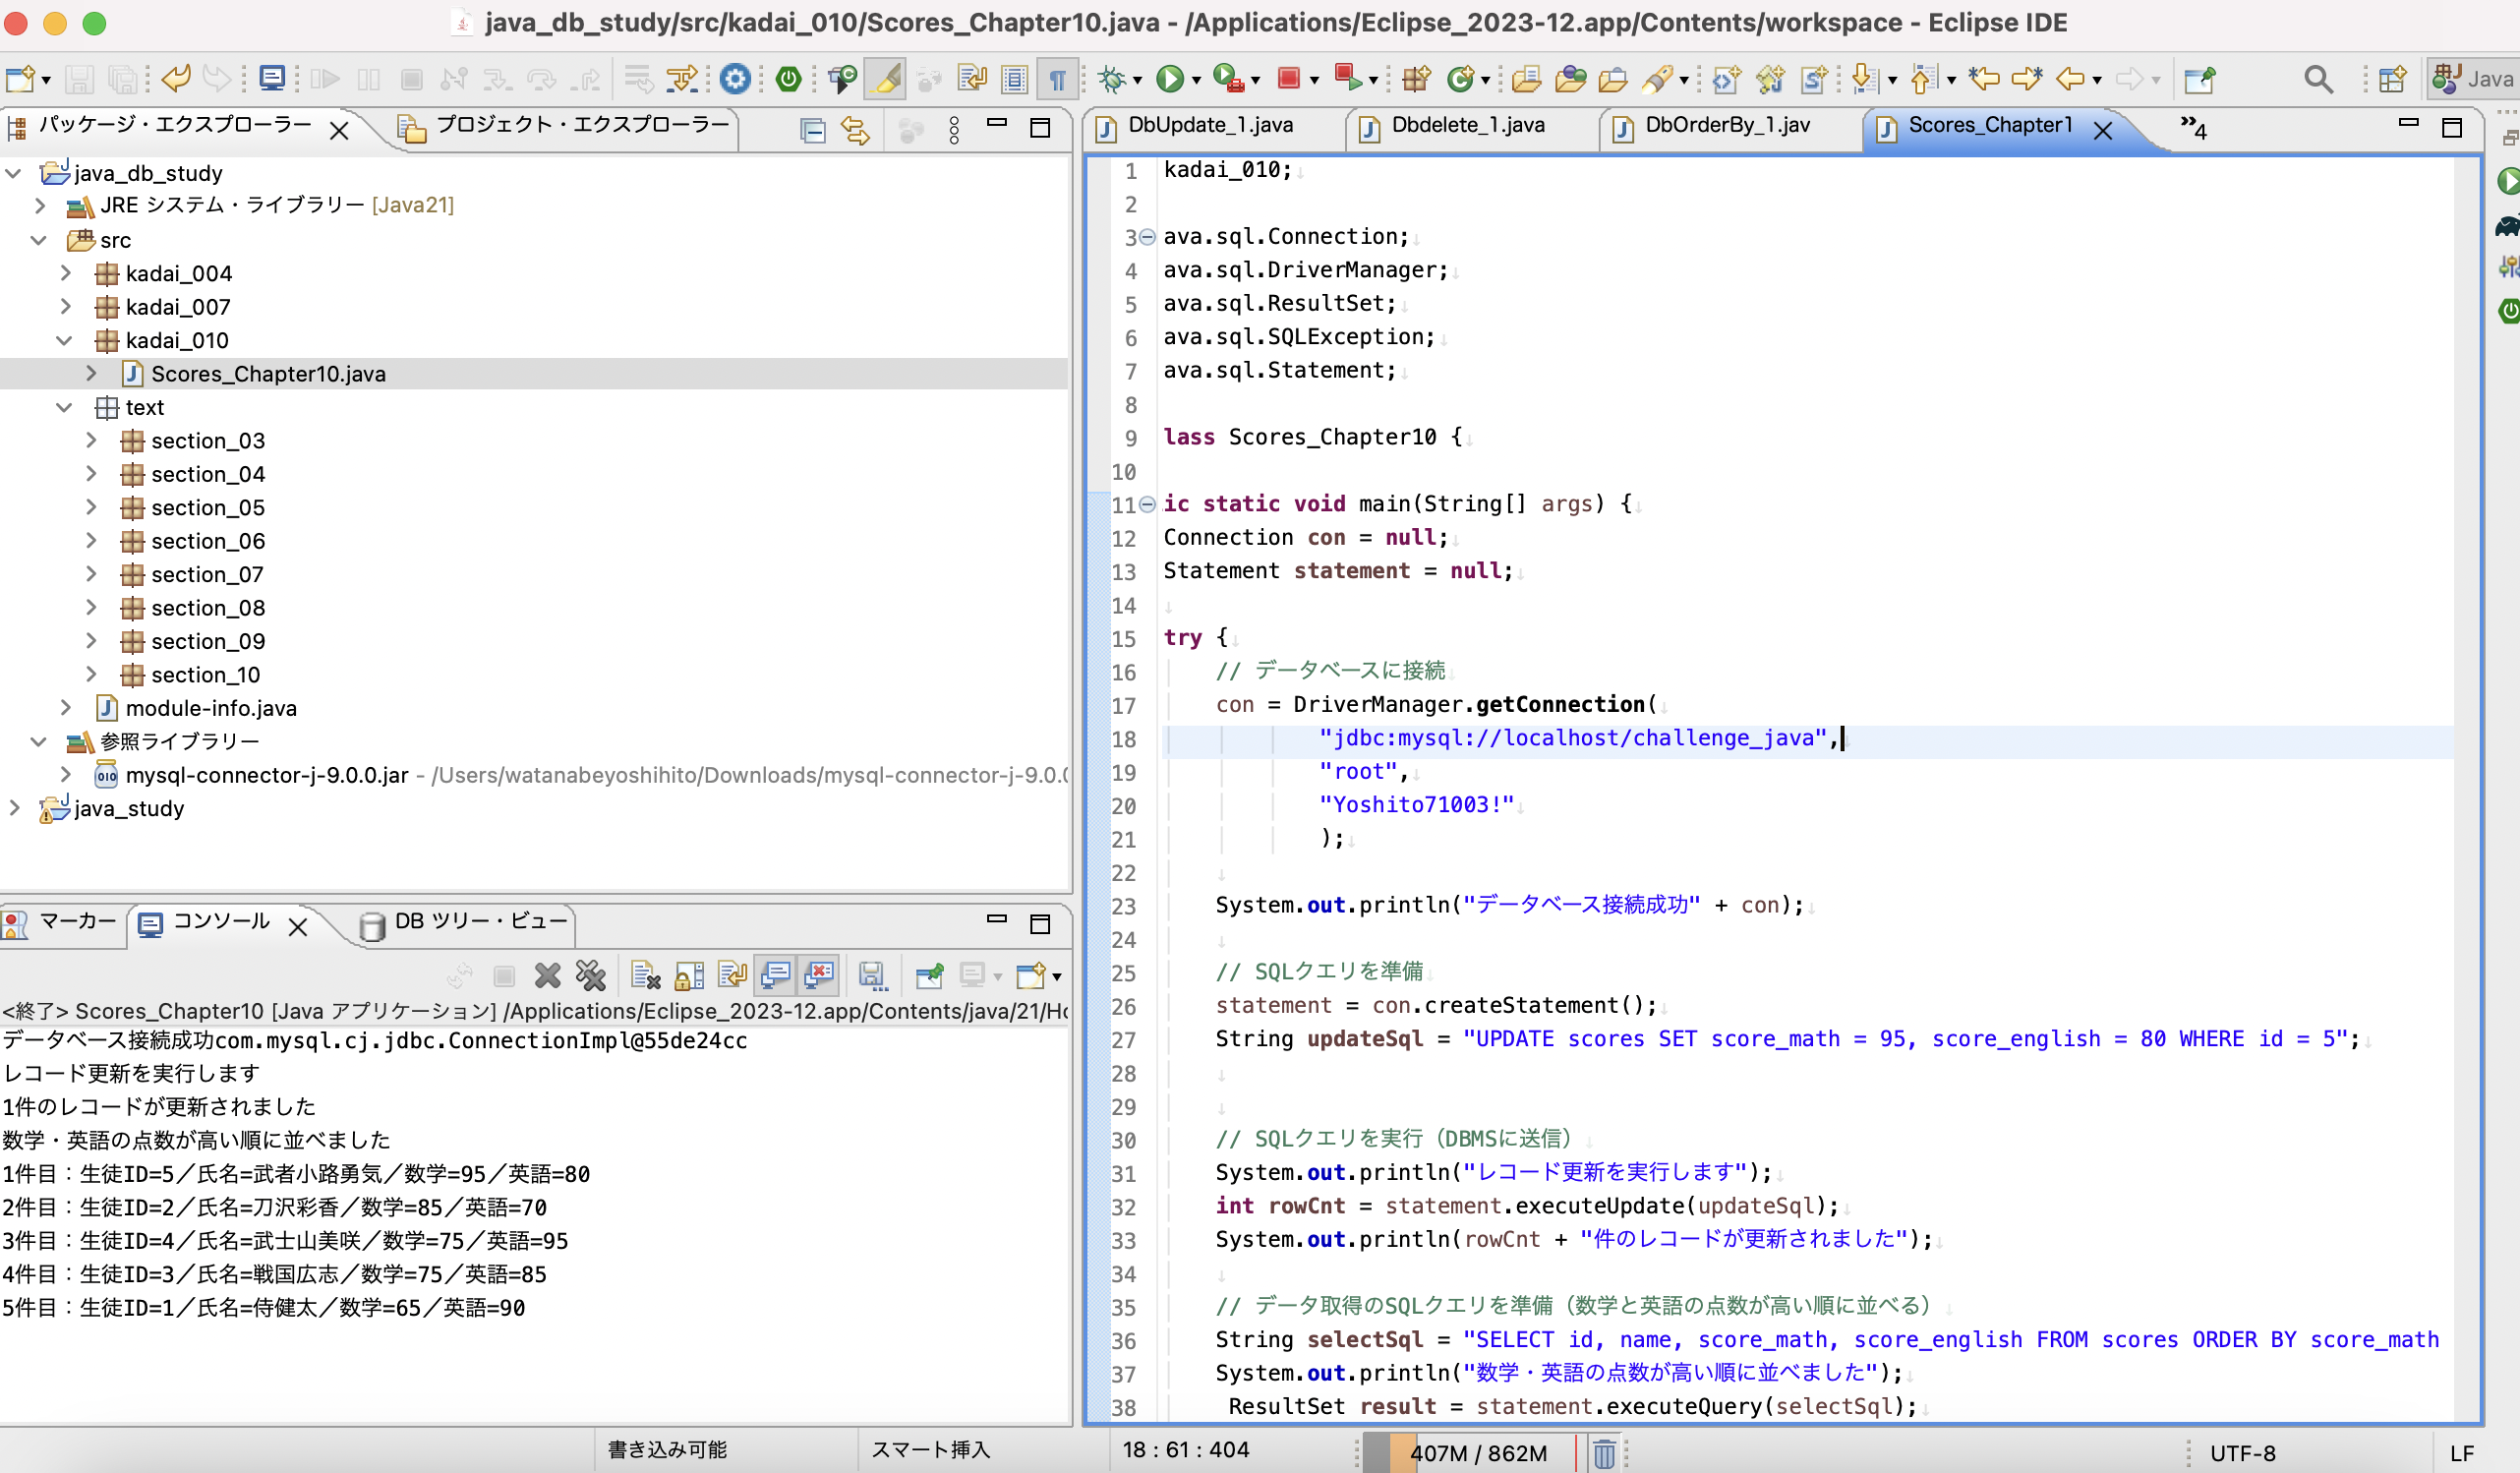 java_db_study/src/kadai_010/Scores_Chapter10.java - /Applications/Eclipse_2023-12.app/Contents/workspace - Eclipse IDE
Java
パッケージ・エクスプローラー
プロジェクト・エクスプローラー
java_db_study
JRE システム・ライブラリー [Java21]
src
kadai_004
kadai_007
kadai_010
Scores_Chapter10.java
text
section_03
section_04
section_05
section_06
section_07
section_08
section_09
section_10
module-info.java
参照ライブラリー
mysql-connector-j-9.0.0.jar - /Users/watanabeyoshihito/Downloads/mysql-connector-j-9.0.0
java_study
マーカー
コンソール
DB ツリー・ビュー
<終了> Scores_Chapter10 [Java アプリケーション] /Applications/Eclipse_2023-12.app/Contents/java/21/Ho
データベース接続成功com.mysql.cj.jdbc.ConnectionImpl@55de24cc
レコード更新を実行します
1件のレコードが更新されました
数学・英語の点数が高い順に並べました
1件目：生徒ID=5／氏名=武者小路勇気／数学=95／英語=80
2件目：生徒ID=2／氏名=刀沢彩香／数学=85／英語=70
3件目：生徒ID=4／氏名=武士山美咲／数学=75／英語=95
4件目：生徒ID=3／氏名=戦国広志／数学=75／英語=85
5件目：生徒ID=1／氏名=侍健太／数学=65／英語=90
DbUpdate_1.java
Dbdelete_1.java
DbOrderBy_1.jav
Scores_Chapter1
»4
1 kadai_010;
2
3 ava.sql.Connection;
4 ava.sql.DriverManager;
5 ava.sql.ResultSet;
6 ava.sql.SQLException;
7 ava.sql.Statement;
8
9 lass Scores_Chapter10 {
10
11 ic static void main(String[] args) {
12 Connection con = null;
13 Statement statement = null;
14
15 try {
16 // データベースに接続
17 con = DriverManager.getConnection(
18 "jdbc:mysql://localhost/challenge_java",
19 "root",
20 "Yoshito71003!"
21 );
22
23 System.out.println("データベース接続成功" + con);
24
25 // SQLクエリを準備
26 statement = con.createStatement();
27 String updateSql = "UPDATE scores SET score_math = 95, score_english = 80 WHERE id = 5";
28
29
30 // SQLクエリを実行（DBMSに送信）
31 System.out.println("レコード更新を実行します");
32 int rowCnt = statement.executeUpdate(updateSql);
33 System.out.println(rowCnt + "件のレコードが更新されました");
34
35 // データ取得のSQLクエリを準備（数学と英語の点数が高い順に並べる）
36 String selectSql = "SELECT id, name, score_math, score_english FROM scores ORDER BY score_math
37 System.out.println("数学・英語の点数が高い順に並べました");
38 ResultSet result = statement.executeQuery(selectSql);
書き込み可能
スマート挿入
18 : 61 : 404
407M / 862M
UTF-8
LF